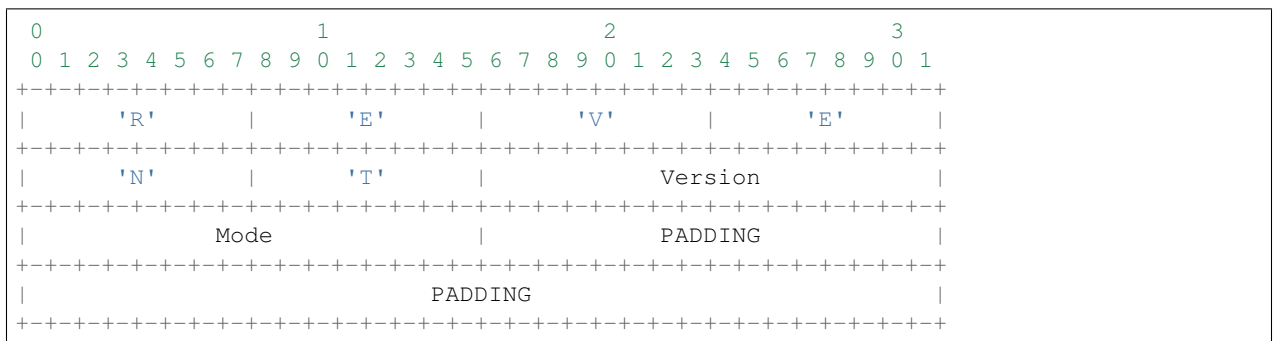 0                   1                   2                   3
 0 1 2 3 4 5 6 7 8 9 0 1 2 3 4 5 6 7 8 9 0 1 2 3 4 5 6 7 8 9 0 1
+-+-+-+-+-+-+-+-+-+-+-+-+-+-+-+-+-+-+-+-+-+-+-+-+-+-+-+-+-+-+-+-+
|      'R'      |      'E'      |      'V'      |      'E'      |
+-+-+-+-+-+-+-+-+-+-+-+-+-+-+-+-+-+-+-+-+-+-+-+-+-+-+-+-+-+-+-+-+
|      'N'      |      'T'      |            Version            |
+-+-+-+-+-+-+-+-+-+-+-+-+-+-+-+-+-+-+-+-+-+-+-+-+-+-+-+-+-+-+-+-+
|             Mode              |            PADDING            |
+-+-+-+-+-+-+-+-+-+-+-+-+-+-+-+-+-+-+-+-+-+-+-+-+-+-+-+-+-+-+-+-+
|                            PADDING                            |
+-+-+-+-+-+-+-+-+-+-+-+-+-+-+-+-+-+-+-+-+-+-+-+-+-+-+-+-+-+-+-+-+